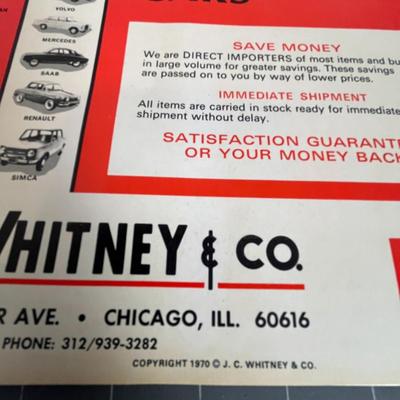 VOLVO
MERCEDES
SAAB
RENAULT
SIMCA
SAVE MONEY
We are DIRECT IMPORTERS of most items and bu
in large volume for greater savings. These savings
are passed on to you by way of lower prices.
IMMEDIATE SHIPMENT
All items are carried in stock ready for immediate
shipment without delay.
SATISFACTION GUARANTE
OR YOUR MONEY BACK
WHITNEY & CO.
R AVE. • CHICAGO, ILL. 60616
PHONE: 312/939-3282
COPYRIGHT 1970 © J. C. WHITNEY & CO.